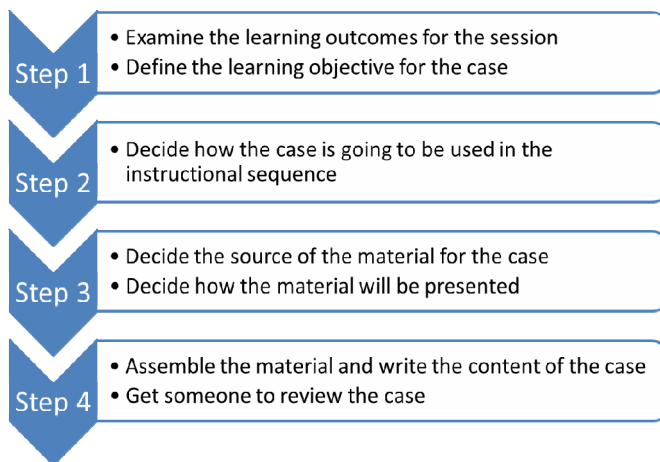 Step 1
• Examine the learning outcomes for the session
• Define the learning objective for the case
Step 2
• Decide how the case is going to be used in the
instructional sequence
Step 3
• Decide the source of the material for the case
• Decide how the material will be presented
Step 4
• Assemble the material and write the content of the case
• Get someone to review the case